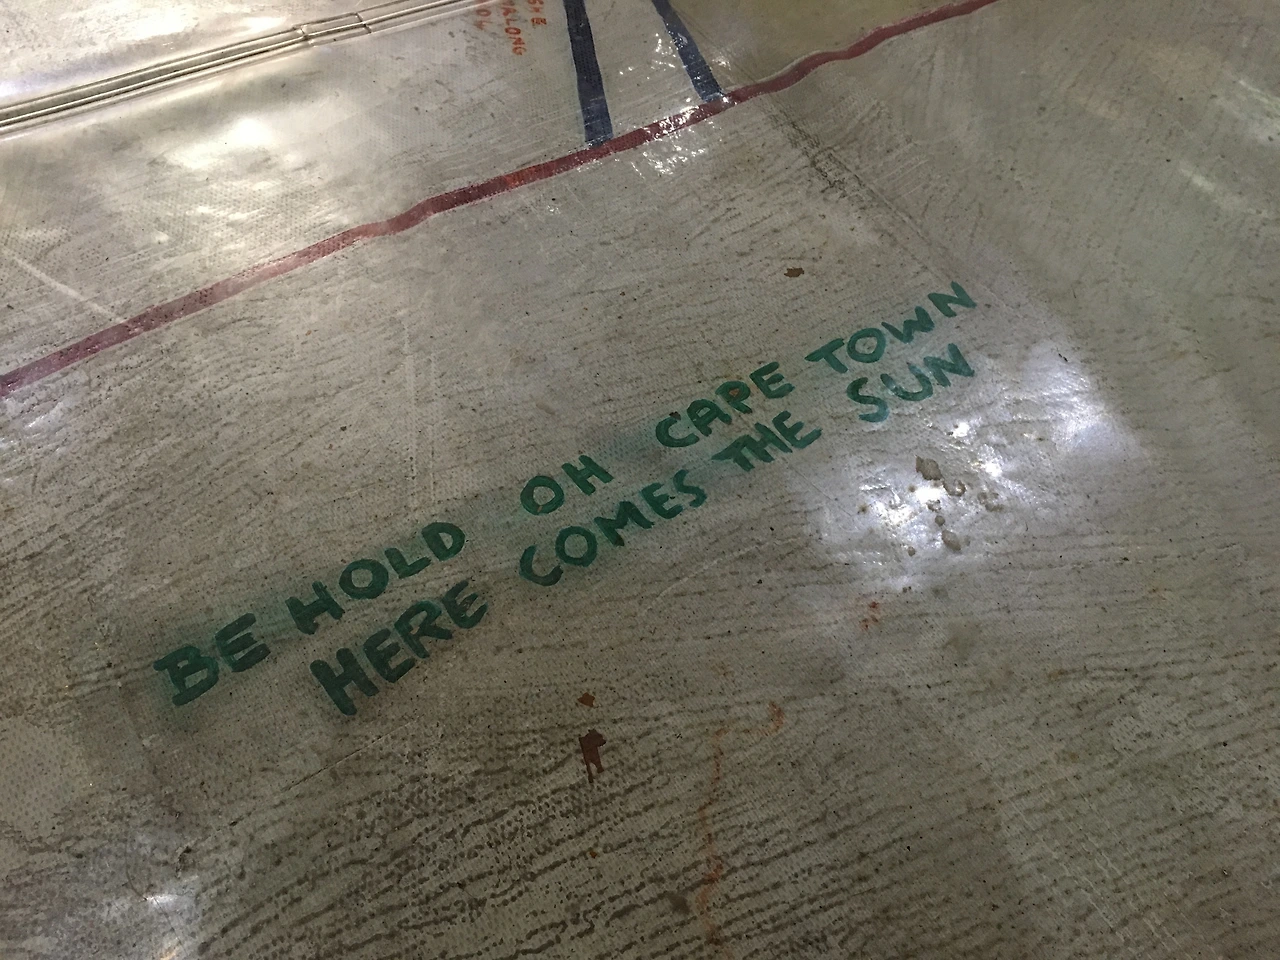 BE HOLD OH CAPE TOWN
HERE COMES THE SUN